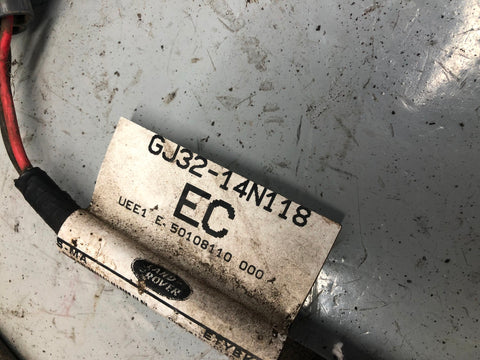 GJ32-14N118
EC
UEE1 E 50108110 000
LAND
ROVER